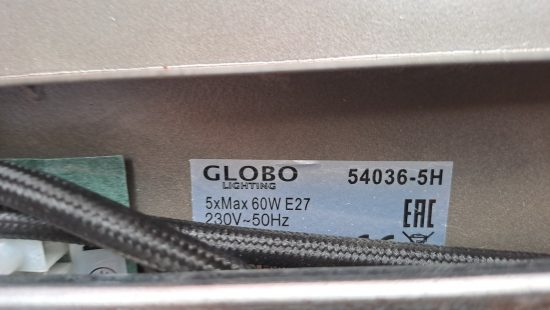 GLOBO 54036-5H
LIGHTING
5xMax 60W E27
230V~50Hz
EAC